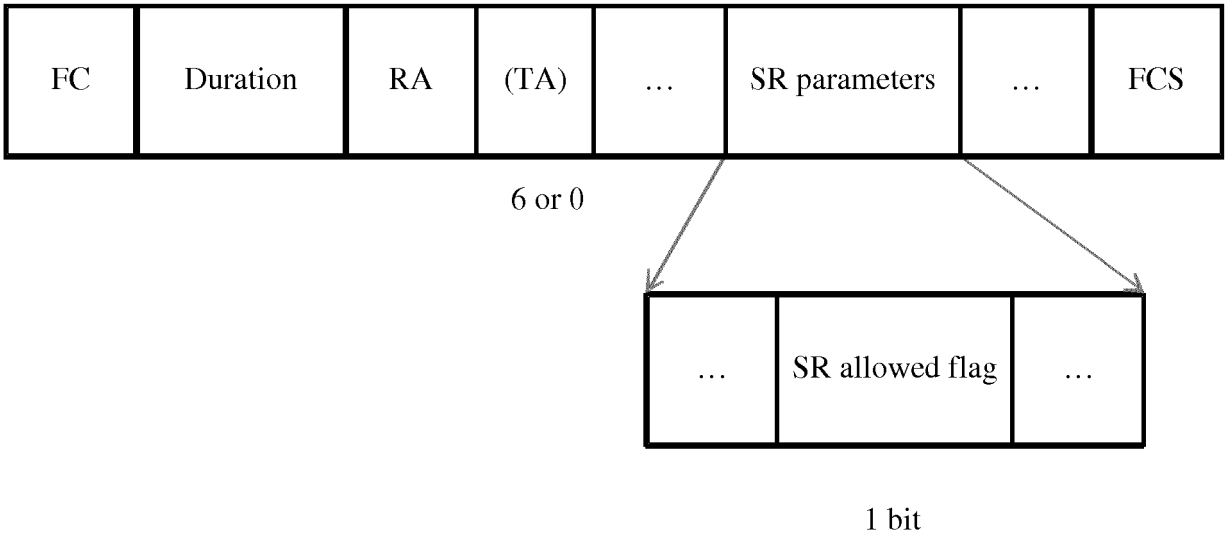 FC Duration RA (TA) … SR parameters … FCS
6 or 0
… SR allowed flag …
1 bit